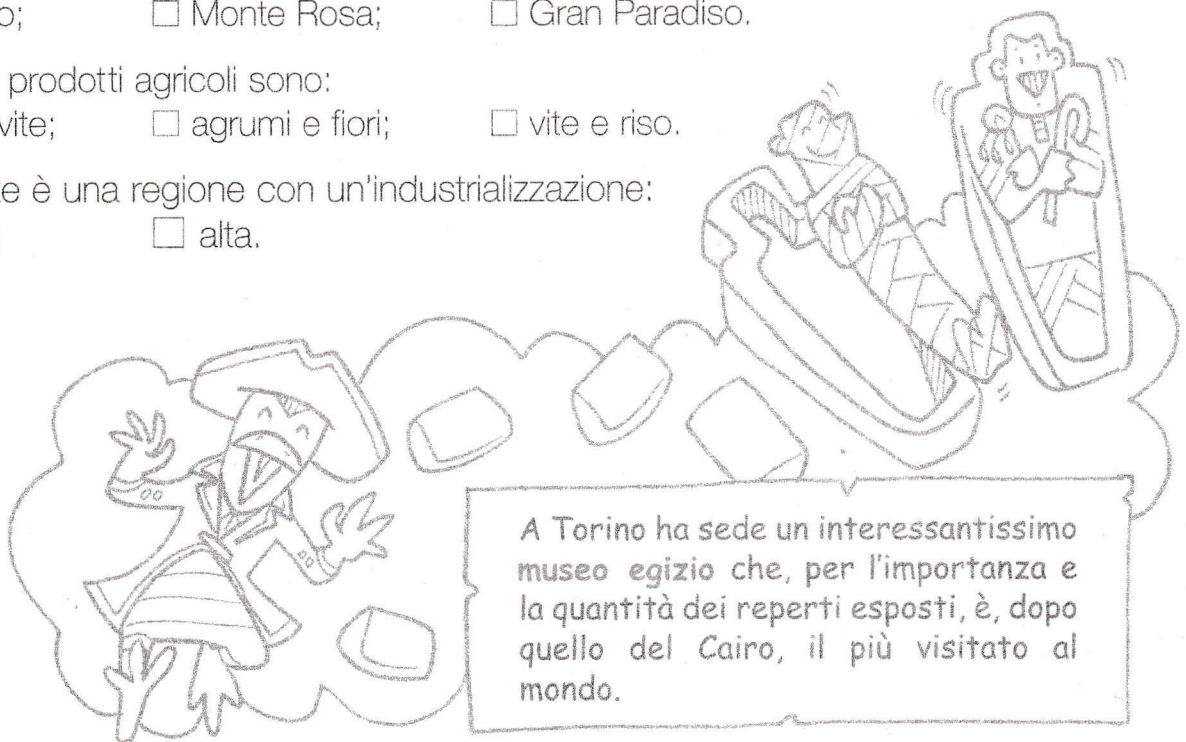 o; □ Monte Rosa; □ Gran Paradiso.
prodotti agricoli sono:
vite; □ agrumi e fiori; □ vite e riso.
e è una regione con un'industrializzazione:
□ alta.
A Torino ha sede un interessantissimo
museo egizio che, per l'importanza e
la quantità dei reperti esposti, è, dopo
quello del Cairo, il più visitato al
mondo.